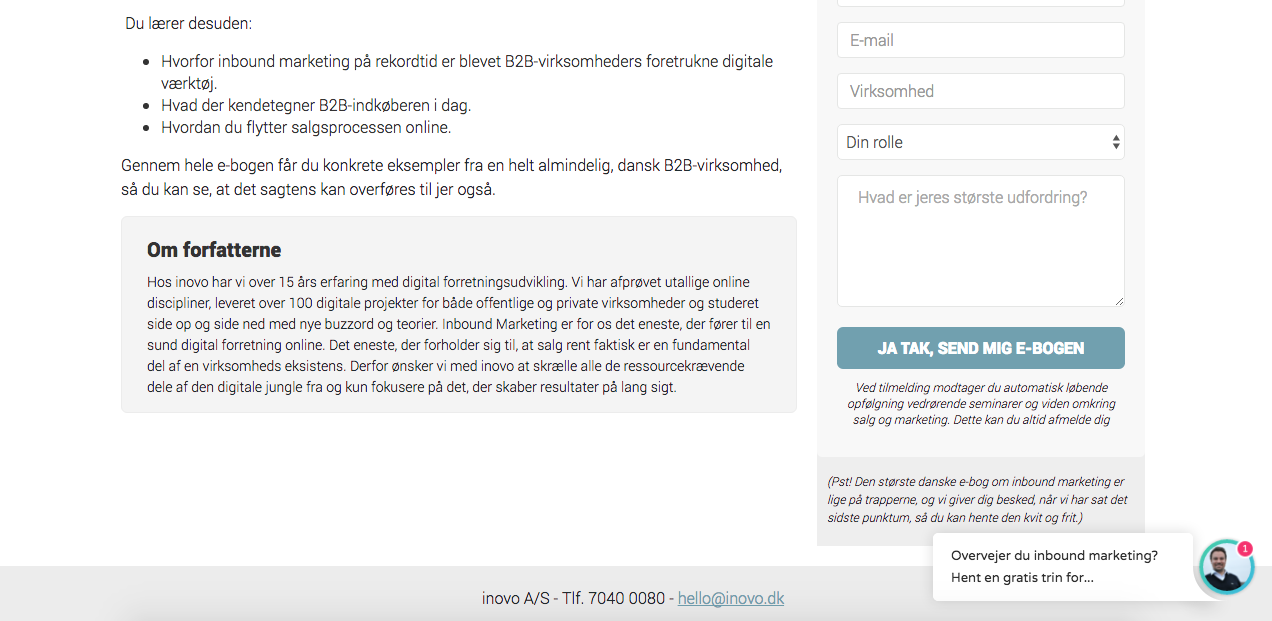 Du lærer desuden:
Hvorfor inbound marketing på rekordtid er blevet B2B-virksomheders foretrukne digitale
værktøj.
Hvad der kendetegner B2B-indkøberen i dag.
Hvordan du flytter salgsprocessen online.
Gennem hele e-bogen får du konkrete eksempler fra en helt almindelig, dansk B2B-virksomhed,
så du kan se, at det sagtens kan overføres til jer også.
Om forfatterne
Hos inovo har vi over 15 års erfaring med digital forretningsudvikling. Vi har afprøvet utallige online
discipliner, leveret over 100 digitale projekter for både offentlige og private virksomheder og studeret
side op og side ned med nye buzzord og teorier. Inbound Marketing er for os det eneste, der fører til en
sund digital forretning online. Det eneste, der forholder sig til, at salg rent faktisk er en fundamental
del af en virksomheds eksistens. Derfor ønsker vi med inovo at skrælle alle de ressourcekrævende
dele af den digitale jungle fra og kun fokusere på det, der skaber resultater på lang sigt.
E-mail
Virksomhed
Din rolle
Hvad er jeres største udfordring?
JA TAK, SEND MIG E-BOGEN
Ved tilmelding modtager du automatisk løbende
opfølgning vedrørende seminarer og viden omkring
salg og marketing. Dette kan du altid afmelde dig
(Pst! Den største danske e-bog om inbound marketing er
lige på trapperne, og vi giver dig besked, når vi har sat det
sidste punktum, så du kan hente den kvit og frit.)
Overvejer du inbound marketing?
Hent en gratis trin for...
1
inovo A/S - Tlf. 7040 0080 - hello@inovo.dk